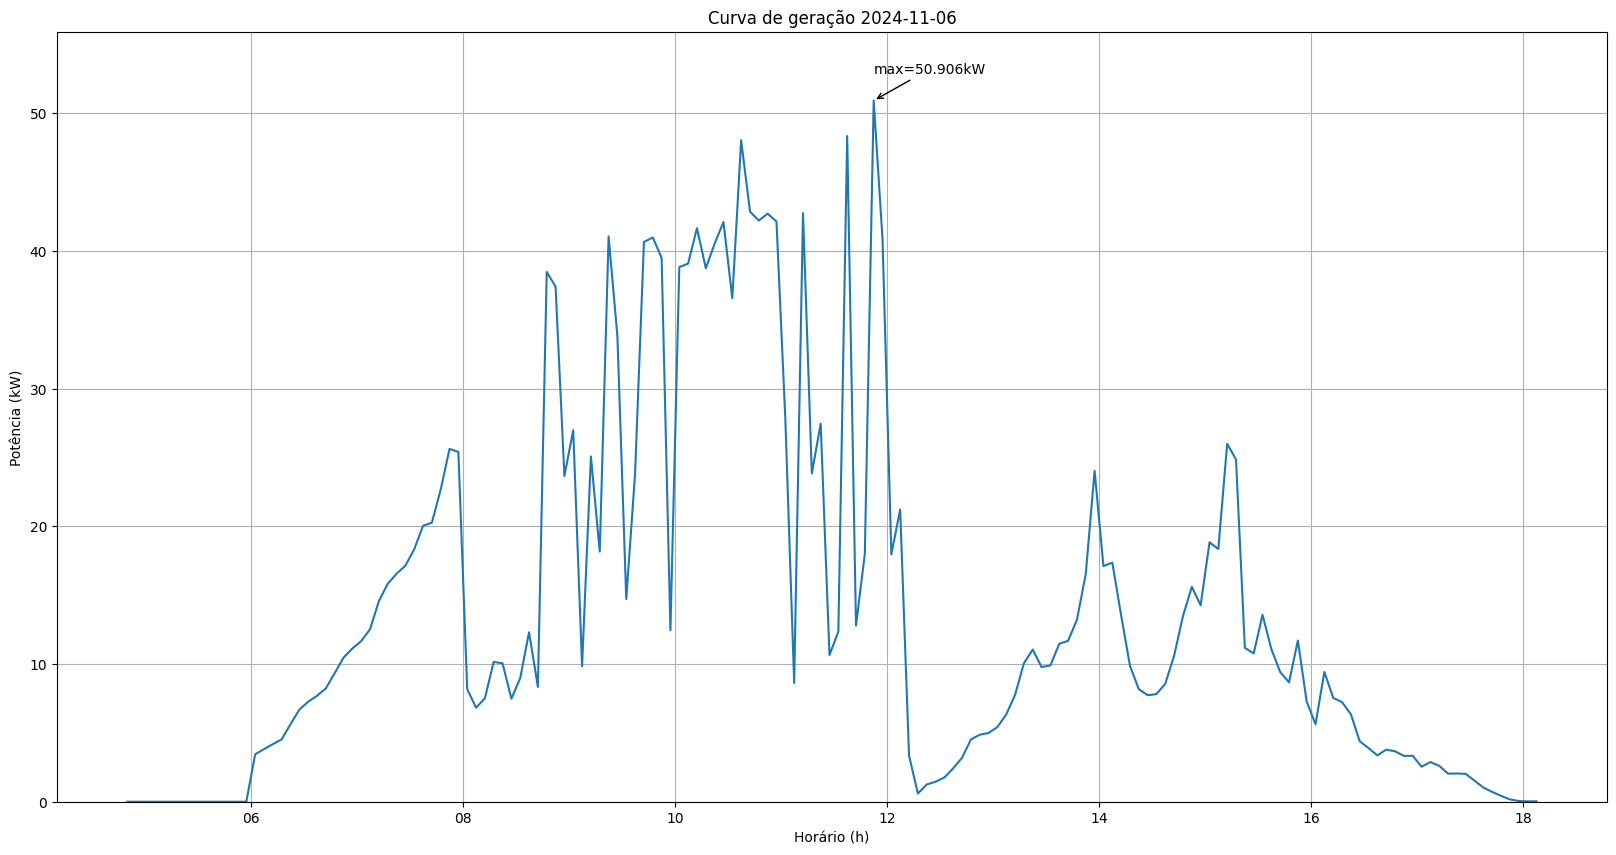 Curva de geração 2024-11-06
max=50.906kW
Potência (kW)
50
40
30
20
10
0
06 08 10 12 14 16 18
Horário (h)